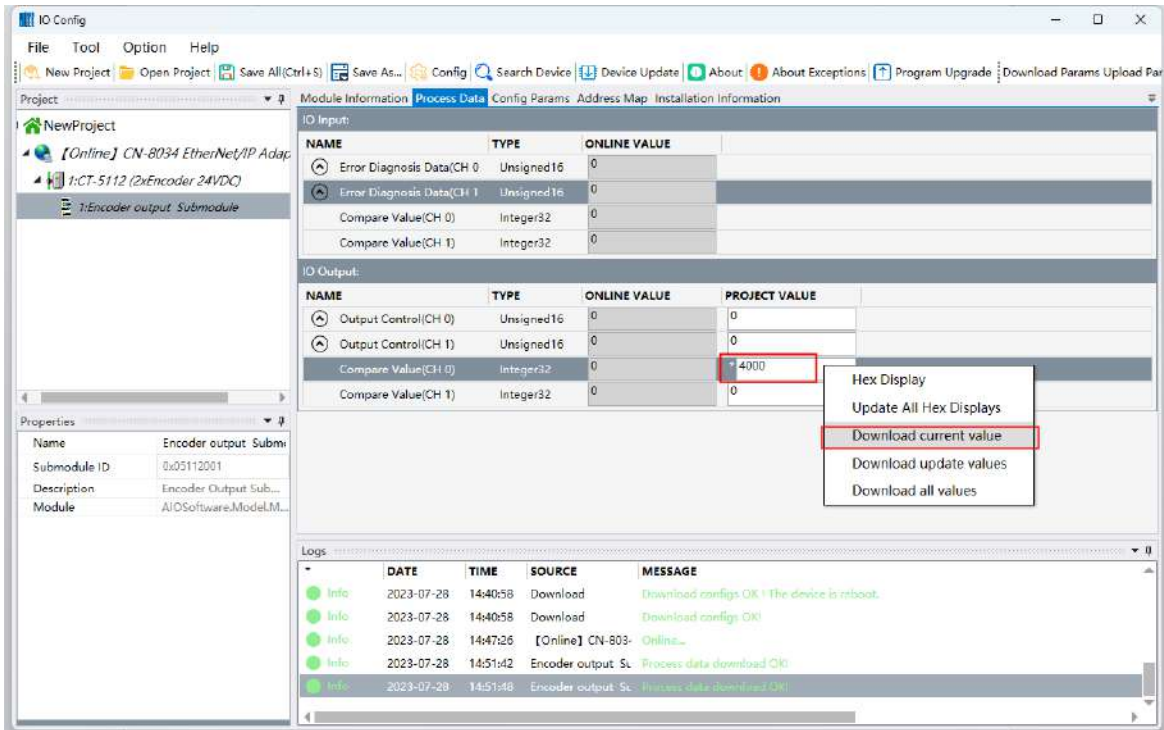 IO Config
File Tool Option Help
New Project Open Project Save All(Ctrl+S) Save As... Config Search Device Device Update About About Exceptions Program Upgrade Download Params Upload Par
Project
Module Information Process Data Config Params Address Map Installation Information
NewProject
【Online】 CN-8034 EtherNet/IP Adap
1:CT-5112 (2xEncoder 24VDC)
1:Encoder output Submodule
IO Input:
NAME TYPE ONLINE VALUE
Error Diagnosis Data(CH 0 Unsigned16 0
Error Diagnosis Data(CH 1 Unsigned16 0
Compare Value(CH 0) Integer32 0
Compare Value(CH 1) Integer32 0
IO Output:
NAME TYPE ONLINE VALUE PROJECT VALUE
Output Control(CH 0) Unsigned16 0 0
Output Control(CH 1) Unsigned16 0 0
Compare Value(CH 0) Integer32 0 * 4000
Compare Value(CH 1) Integer32 0 0
Hex Display
Update All Hex Displays
Download current value
Download update values
Download all values
Properties
Name Encoder output Submo
Submodule ID 0x05112001
Description Encoder Output Sub...
Module AIOSoftware.Model.M...
Logs
DATE TIME SOURCE MESSAGE
Info 2023-07-28 14:40:58 Download Download configs OK ! The device is reboot.
Info 2023-07-28 14:40:58 Download Download configs OK!
Info 2023-07-28 14:47:26 【Online】 CN-803- Online...
Info 2023-07-28 14:51:42 Encoder output Su Process data download OK!
Info 2023-07-28 14:51:48 Encoder output Su Process data download OK!